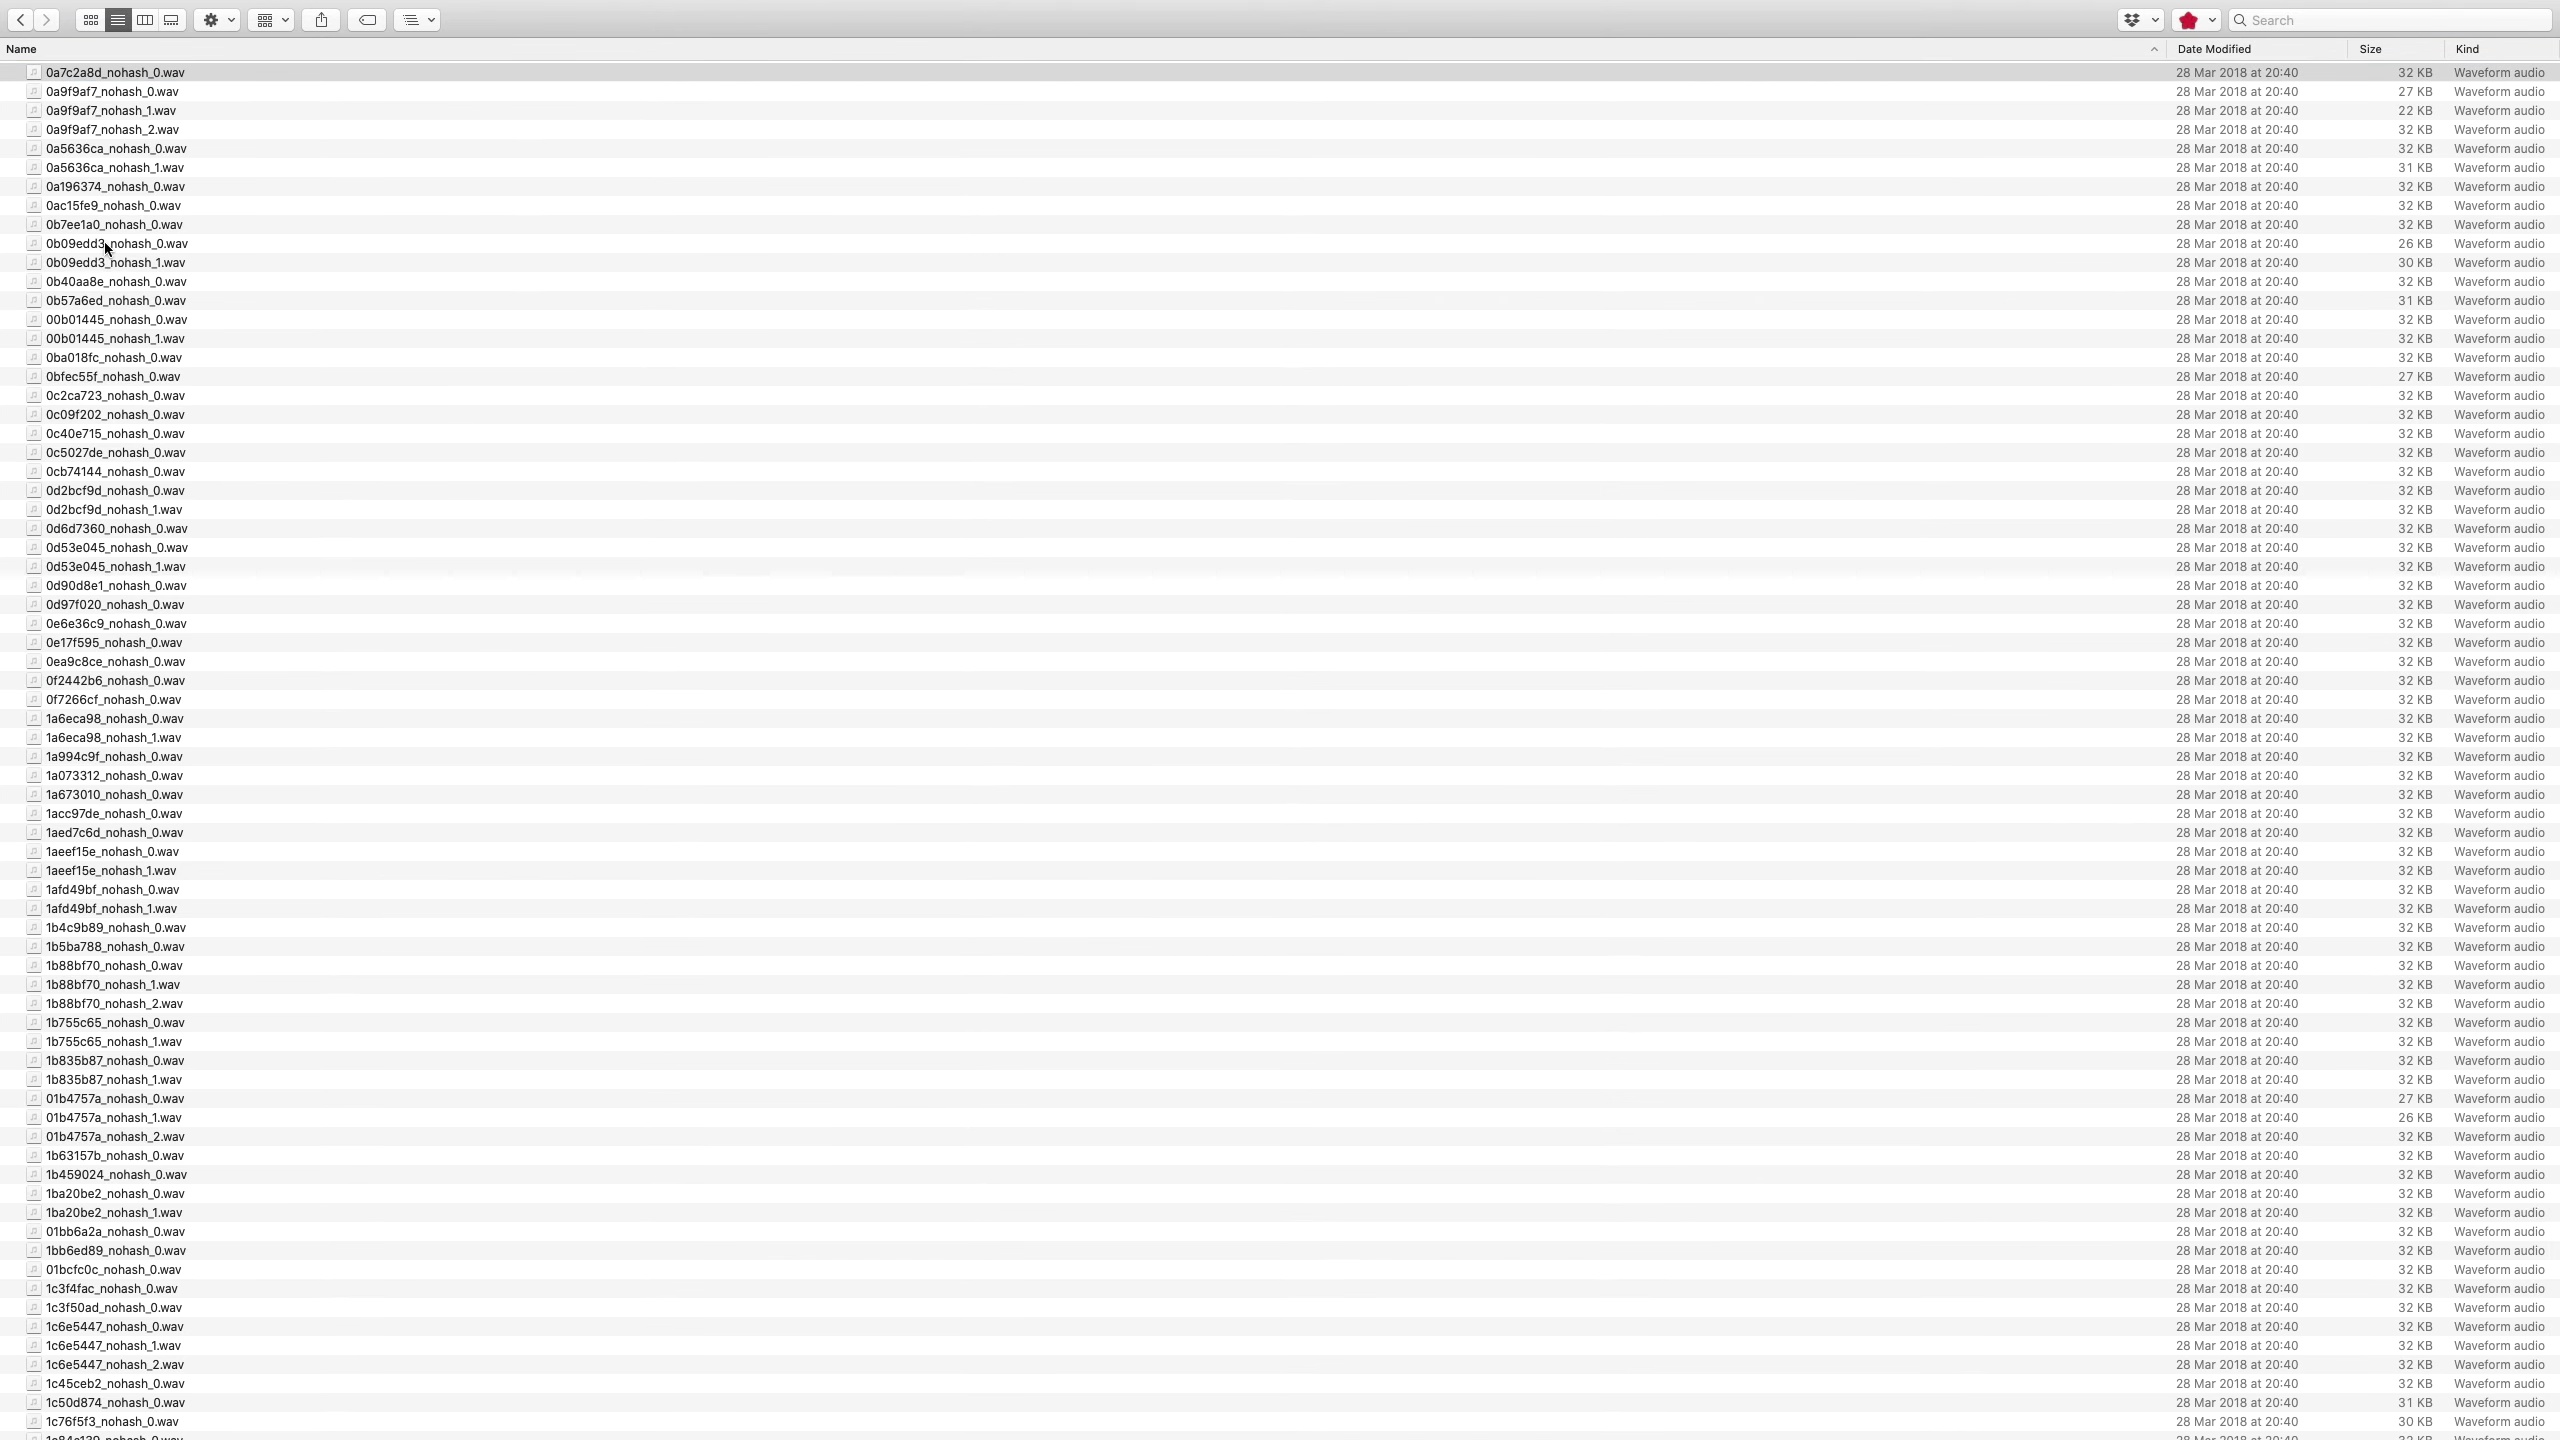 Search
Name Date Modified Size Kind
0a7c2a8d_nohash_0.wav 28 Mar 2018 at 20:40 32 KB Waveform audio
0a9f9af7_nohash_0.wav 28 Mar 2018 at 20:40 27 KB Waveform audio
0a9f9af7_nohash_1.wav 28 Mar 2018 at 20:40 22 KB Waveform audio
0a9f9af7_nohash_2.wav 28 Mar 2018 at 20:40 32 KB Waveform audio
0a5636ca_nohash_0.wav 28 Mar 2018 at 20:40 32 KB Waveform audio
0a5636ca_nohash_1.wav 28 Mar 2018 at 20:40 31 KB Waveform audio
0a196374_nohash_0.wav 28 Mar 2018 at 20:40 32 KB Waveform audio
0ac15fe9_nohash_0.wav 28 Mar 2018 at 20:40 32 KB Waveform audio
0b7ee1a0_nohash_0.wav 28 Mar 2018 at 20:40 32 KB Waveform audio
0b09edd3_nohash_0.wav 28 Mar 2018 at 20:40 26 KB Waveform audio
0b09edd3_nohash_1.wav 28 Mar 2018 at 20:40 30 KB Waveform audio
0b40aa8e_nohash_0.wav 28 Mar 2018 at 20:40 32 KB Waveform audio
0b57a6ed_nohash_0.wav 28 Mar 2018 at 20:40 31 KB Waveform audio
00b01445_nohash_0.wav 28 Mar 2018 at 20:40 32 KB Waveform audio
00b01445_nohash_1.wav 28 Mar 2018 at 20:40 32 KB Waveform audio
0ba018fc_nohash_0.wav 28 Mar 2018 at 20:40 32 KB Waveform audio
0bfec55f_nohash_0.wav 28 Mar 2018 at 20:40 27 KB Waveform audio
0c2ca723_nohash_0.wav 28 Mar 2018 at 20:40 32 KB Waveform audio
0c09f202_nohash_0.wav 28 Mar 2018 at 20:40 32 KB Waveform audio
0c40e715_nohash_0.wav 28 Mar 2018 at 20:40 32 KB Waveform audio
0c5027de_nohash_0.wav 28 Mar 2018 at 20:40 32 KB Waveform audio
0cb74144_nohash_0.wav 28 Mar 2018 at 20:40 32 KB Waveform audio
0d2bcf9d_nohash_0.wav 28 Mar 2018 at 20:40 32 KB Waveform audio
0d2bcf9d_nohash_1.wav 28 Mar 2018 at 20:40 32 KB Waveform audio
0d6d7360_nohash_0.wav 28 Mar 2018 at 20:40 32 KB Waveform audio
0d53e045_nohash_0.wav 28 Mar 2018 at 20:40 32 KB Waveform audio
0d53e045_nohash_1.wav 28 Mar 2018 at 20:40 32 KB Waveform audio
0d90d8e1_nohash_0.wav 28 Mar 2018 at 20:40 32 KB Waveform audio
0d97f020_nohash_0.wav 28 Mar 2018 at 20:40 32 KB Waveform audio
0e6e36c9_nohash_0.wav 28 Mar 2018 at 20:40 32 KB Waveform audio
0e17f595_nohash_0.wav 28 Mar 2018 at 20:40 32 KB Waveform audio
0ea9c8ce_nohash_0.wav 28 Mar 2018 at 20:40 32 KB Waveform audio
0f2442b6_nohash_0.wav 28 Mar 2018 at 20:40 32 KB Waveform audio
0f7266cf_nohash_0.wav 28 Mar 2018 at 20:40 32 KB Waveform audio
1a6eca98_nohash_0.wav 28 Mar 2018 at 20:40 32 KB Waveform audio
1a6eca98_nohash_1.wav 28 Mar 2018 at 20:40 32 KB Waveform audio
1a994c9f_nohash_0.wav 28 Mar 2018 at 20:40 32 KB Waveform audio
1a073312_nohash_0.wav 28 Mar 2018 at 20:40 32 KB Waveform audio
1a673010_nohash_0.wav 28 Mar 2018 at 20:40 32 KB Waveform audio
1acc97de_nohash_0.wav 28 Mar 2018 at 20:40 32 KB Waveform audio
1aed7c6d_nohash_0.wav 28 Mar 2018 at 20:40 32 KB Waveform audio
1aeef15e_nohash_0.wav 28 Mar 2018 at 20:40 32 KB Waveform audio
1aeef15e_nohash_1.wav 28 Mar 2018 at 20:40 32 KB Waveform audio
1afd49bf_nohash_0.wav 28 Mar 2018 at 20:40 32 KB Waveform audio
1afd49bf_nohash_1.wav 28 Mar 2018 at 20:40 32 KB Waveform audio
1b4c9b89_nohash_0.wav 28 Mar 2018 at 20:40 32 KB Waveform audio
1b5ba788_nohash_0.wav 28 Mar 2018 at 20:40 32 KB Waveform audio
1b88bf70_nohash_0.wav 28 Mar 2018 at 20:40 32 KB Waveform audio
1b88bf70_nohash_1.wav 28 Mar 2018 at 20:40 32 KB Waveform audio
1b88bf70_nohash_2.wav 28 Mar 2018 at 20:40 32 KB Waveform audio
1b755c65_nohash_0.wav 28 Mar 2018 at 20:40 32 KB Waveform audio
1b755c65_nohash_1.wav 28 Mar 2018 at 20:40 32 KB Waveform audio
1b835b87_nohash_0.wav 28 Mar 2018 at 20:40 32 KB Waveform audio
1b835b87_nohash_1.wav 28 Mar 2018 at 20:40 32 KB Waveform audio
01b4757a_nohash_0.wav 28 Mar 2018 at 20:40 27 KB Waveform audio
01b4757a_nohash_1.wav 28 Mar 2018 at 20:40 26 KB Waveform audio
01b4757a_nohash_2.wav 28 Mar 2018 at 20:40 32 KB Waveform audio
1b63157b_nohash_0.wav 28 Mar 2018 at 20:40 32 KB Waveform audio
1b459024_nohash_0.wav 28 Mar 2018 at 20:40 32 KB Waveform audio
1ba20be2_nohash_0.wav 28 Mar 2018 at 20:40 32 KB Waveform audio
1ba20be2_nohash_1.wav 28 Mar 2018 at 20:40 32 KB Waveform audio
01bb6a2a_nohash_0.wav 28 Mar 2018 at 20:40 32 KB Waveform audio
1bb6ed89_nohash_0.wav 28 Mar 2018 at 20:40 32 KB Waveform audio
01bcfc0c_nohash_0.wav 28 Mar 2018 at 20:40 32 KB Waveform audio
1c3f4fac_nohash_0.wav 28 Mar 2018 at 20:40 32 KB Waveform audio
1c3f50ad_nohash_0.wav 28 Mar 2018 at 20:40 32 KB Waveform audio
1c6e5447_nohash_0.wav 28 Mar 2018 at 20:40 32 KB Waveform audio
1c6e5447_nohash_1.wav 28 Mar 2018 at 20:40 32 KB Waveform audio
1c6e5447_nohash_2.wav 28 Mar 2018 at 20:40 32 KB Waveform audio
1c45ceb2_nohash_0.wav 28 Mar 2018 at 20:40 32 KB Waveform audio
1c50d874_nohash_0.wav 28 Mar 2018 at 20:40 31 KB Waveform audio
1c76f5f3_nohash_0.wav 28 Mar 2018 at 20:40 30 KB Waveform audio